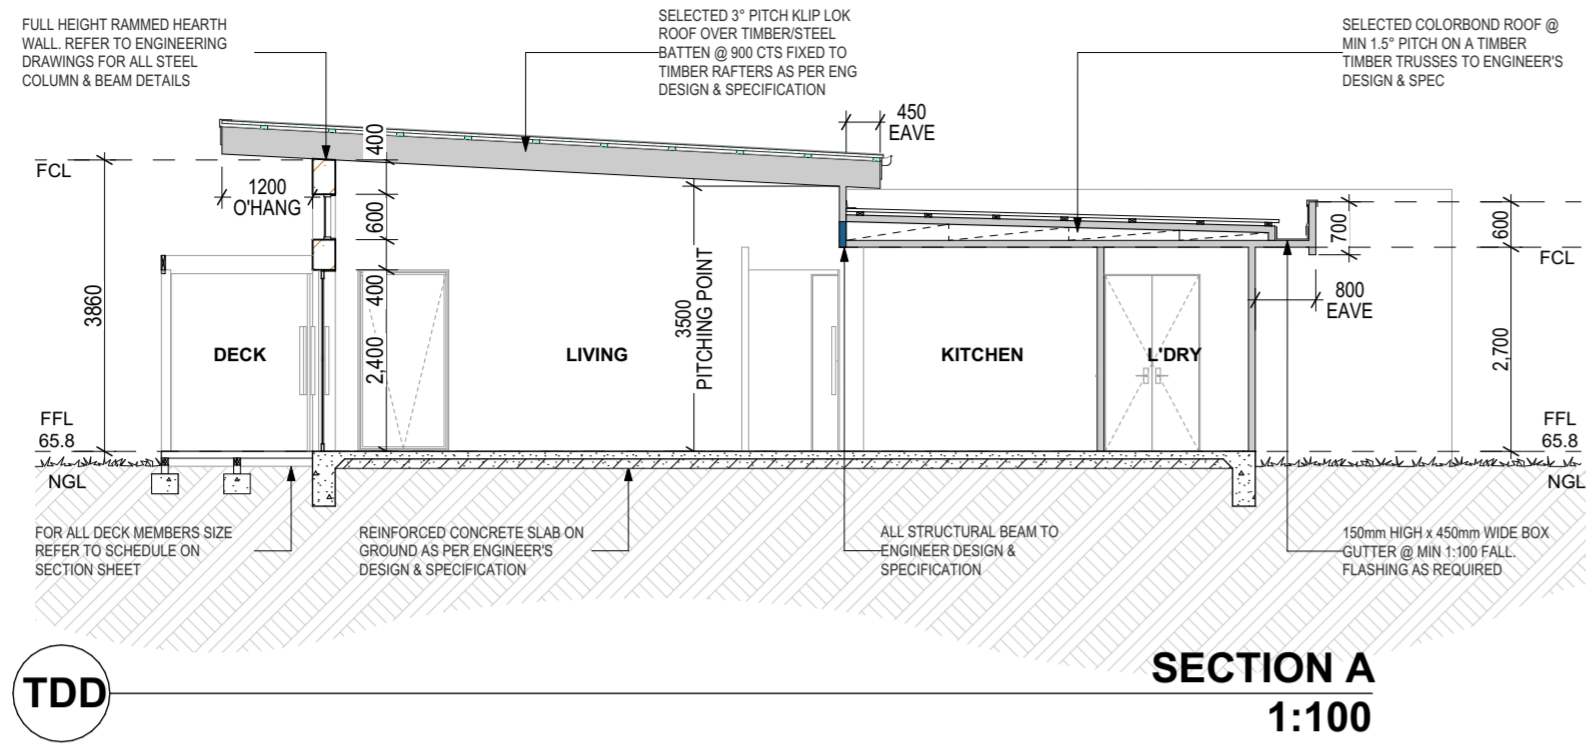 FULL HEIGHT RAMMED HEARTH
WALL. REFER TO ENGINEERING
DRAWINGS FOR ALL STEEL
COLUMN & BEAM DETAILS
SELECTED 3° PITCH KLIP LOK
ROOF OVER TIMBER/STEEL
BATTEN @ 900 CTS FIXED TO
TIMBER RAFTERS AS PER ENG
DESIGN & SPECIFICATION
SELECTED COLORBOND ROOF @
MIN 1.5° PITCH ON A TIMBER
TIMBER TRUSSES TO ENGINEER'S
DESIGN & SPEC
450
EAVE
FCL
1200
O'HANG
400
600
400
2,400
3860
3500
PITCHING POINT
700
600
FCL
800
EAVE
2,700
DECK
LIVING
KITCHEN
L'DRY
FFL
65.8
NGL
FFL
65.8
NGL
FOR ALL DECK MEMBERS SIZE
REFER TO SCHEDULE ON
SECTION SHEET
REINFORCED CONCRETE SLAB ON
GROUND AS PER ENGINEER'S
DESIGN & SPECIFICATION
ALL STRUCTURAL BEAM TO
ENGINEER DESIGN &
SPECIFICATION
150mm HIGH x 450mm WIDE BOX
GUTTER @ MIN 1:100 FALL.
FLASHING AS REQUIRED
TDD
SECTION A
1:100